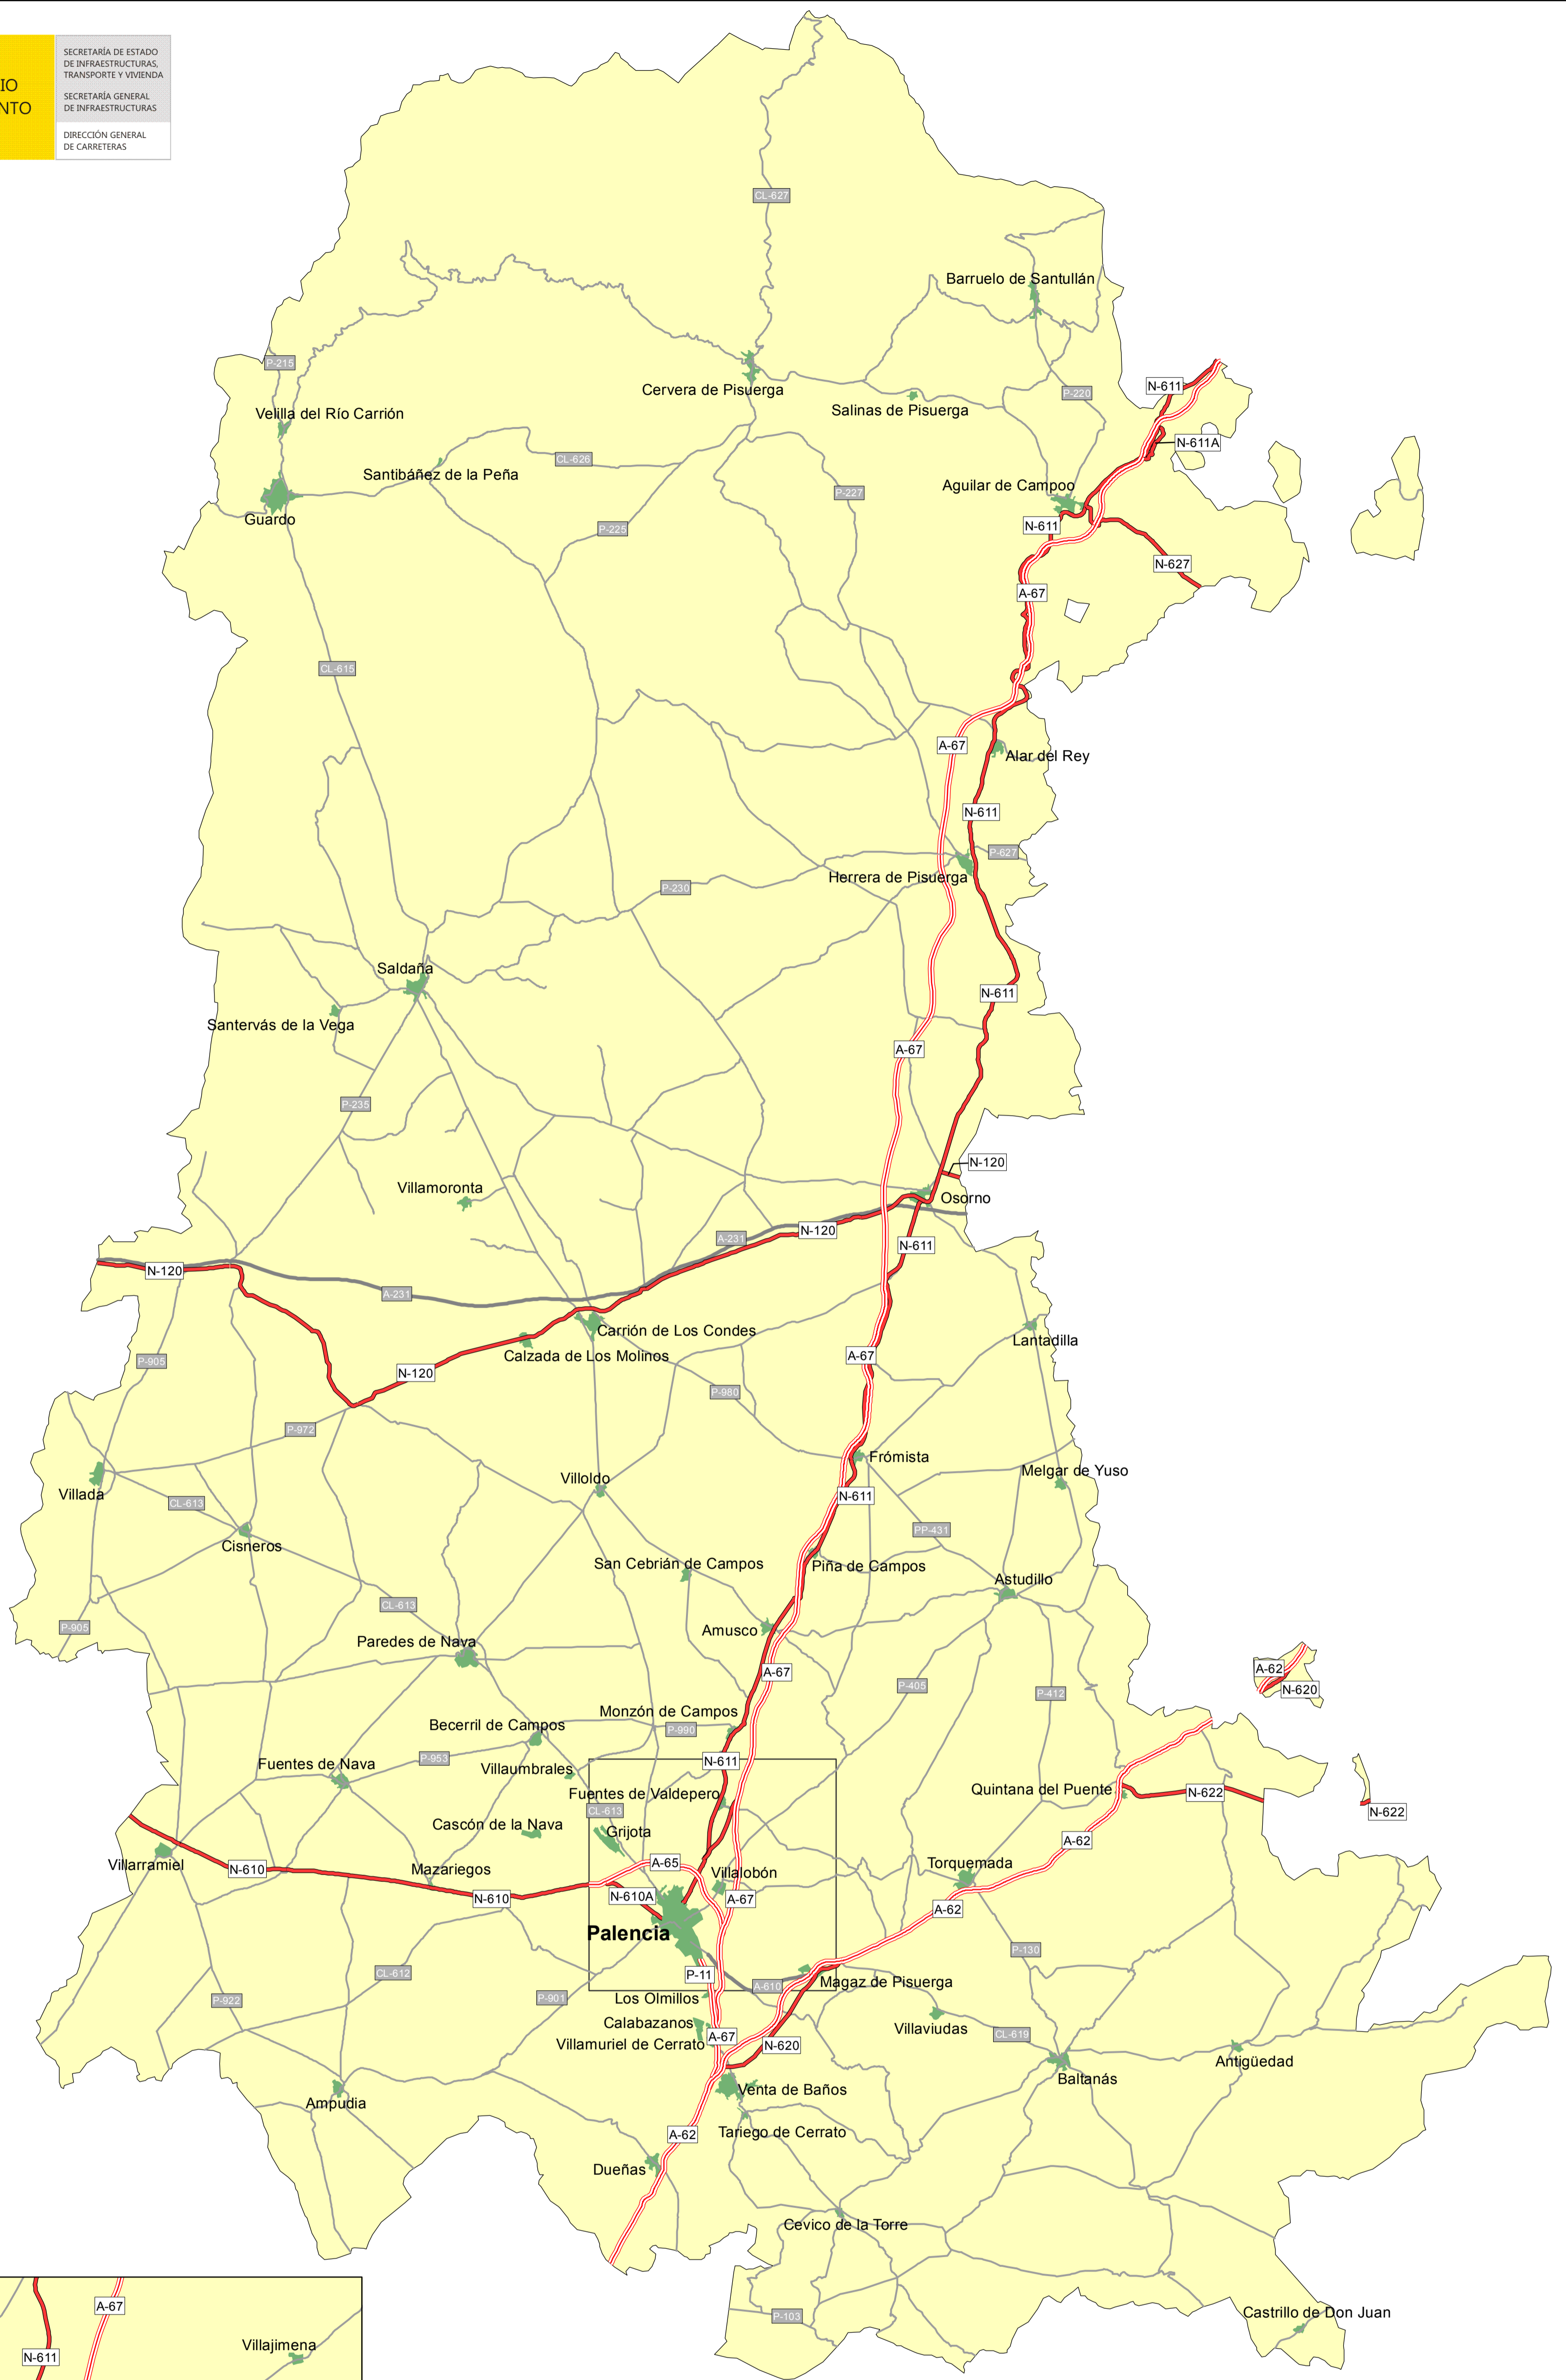 SECRETARÍA DE ESTADO
DE INFRAESTRUCTURAS,
TRANSPORTE Y VIVIENDA
IO
NTO
SECRETARÍA GENERAL
DE INFRAESTRUCTURAS
DIRECCIÓN GENERAL
DE CARRETERAS
CL-627
Barruelo de Santullán
P-215
Cervera de Pisuerga
N-611
P-220
Salinas de Pisuerga
Velilla del Río Carrión
N-611A
CL-626
Santibáñez de la Peña
Aguilar de Campoo
P-227
Guardo
N-611
P-225
N-627
A-67
CL-615
A-67
Alar del Rey
N-611
P-627
Herrera de Pisuerga
P-230
Saldaña
N-611
Santervás de la Vega
A-67
P-235
N-120
Villamoronta
Osorno
N-120
A-231
N-611
N-120
A-231
Carrión de Los Condes
Lantadilla
Calzada de Los Molinos
A-67
P-905
N-120
P-980
P-972
Frómista
Melgar de Yuso
Villoldo
Villada
N-611
CL-613
PP-431
Cisneros
San Cebrián de Campos
Piña de Campos
Astudillo
CL-613
P-905
Amusco
Paredes de Nava
A-62
A-67
P-405
N-620
P-412
Monzón de Campos
Becerril de Campos
P-990
P-953
N-611
Fuentes de Nava
Villaumbrales
Quintana del Puente
N-622
Fuentes de Valdepero
CL-613
N-622
Cascón de la Nava
Grijota
A-62
Villarramiel
A-65
Torquemada
N-610
Mazariegos
Villalobón
N-610
N-610A
A-67
A-62
Palencia
P-130
CL-612
P-11
A-610
Magaz de Pisuerga
P-922
P-901
Los Olmillos
Calabazanos
Villaviudas
CL-619
A-67
Villamuriel de Cerrato
N-620
Antigüedad
Baltanás
Venta de Baños
Ampudia
Tariego de Cerrato
A-62
Dueñas
Cevico de la Torre
A-67
Castrillo de Don Juan
P-103
Villajimena
N-611